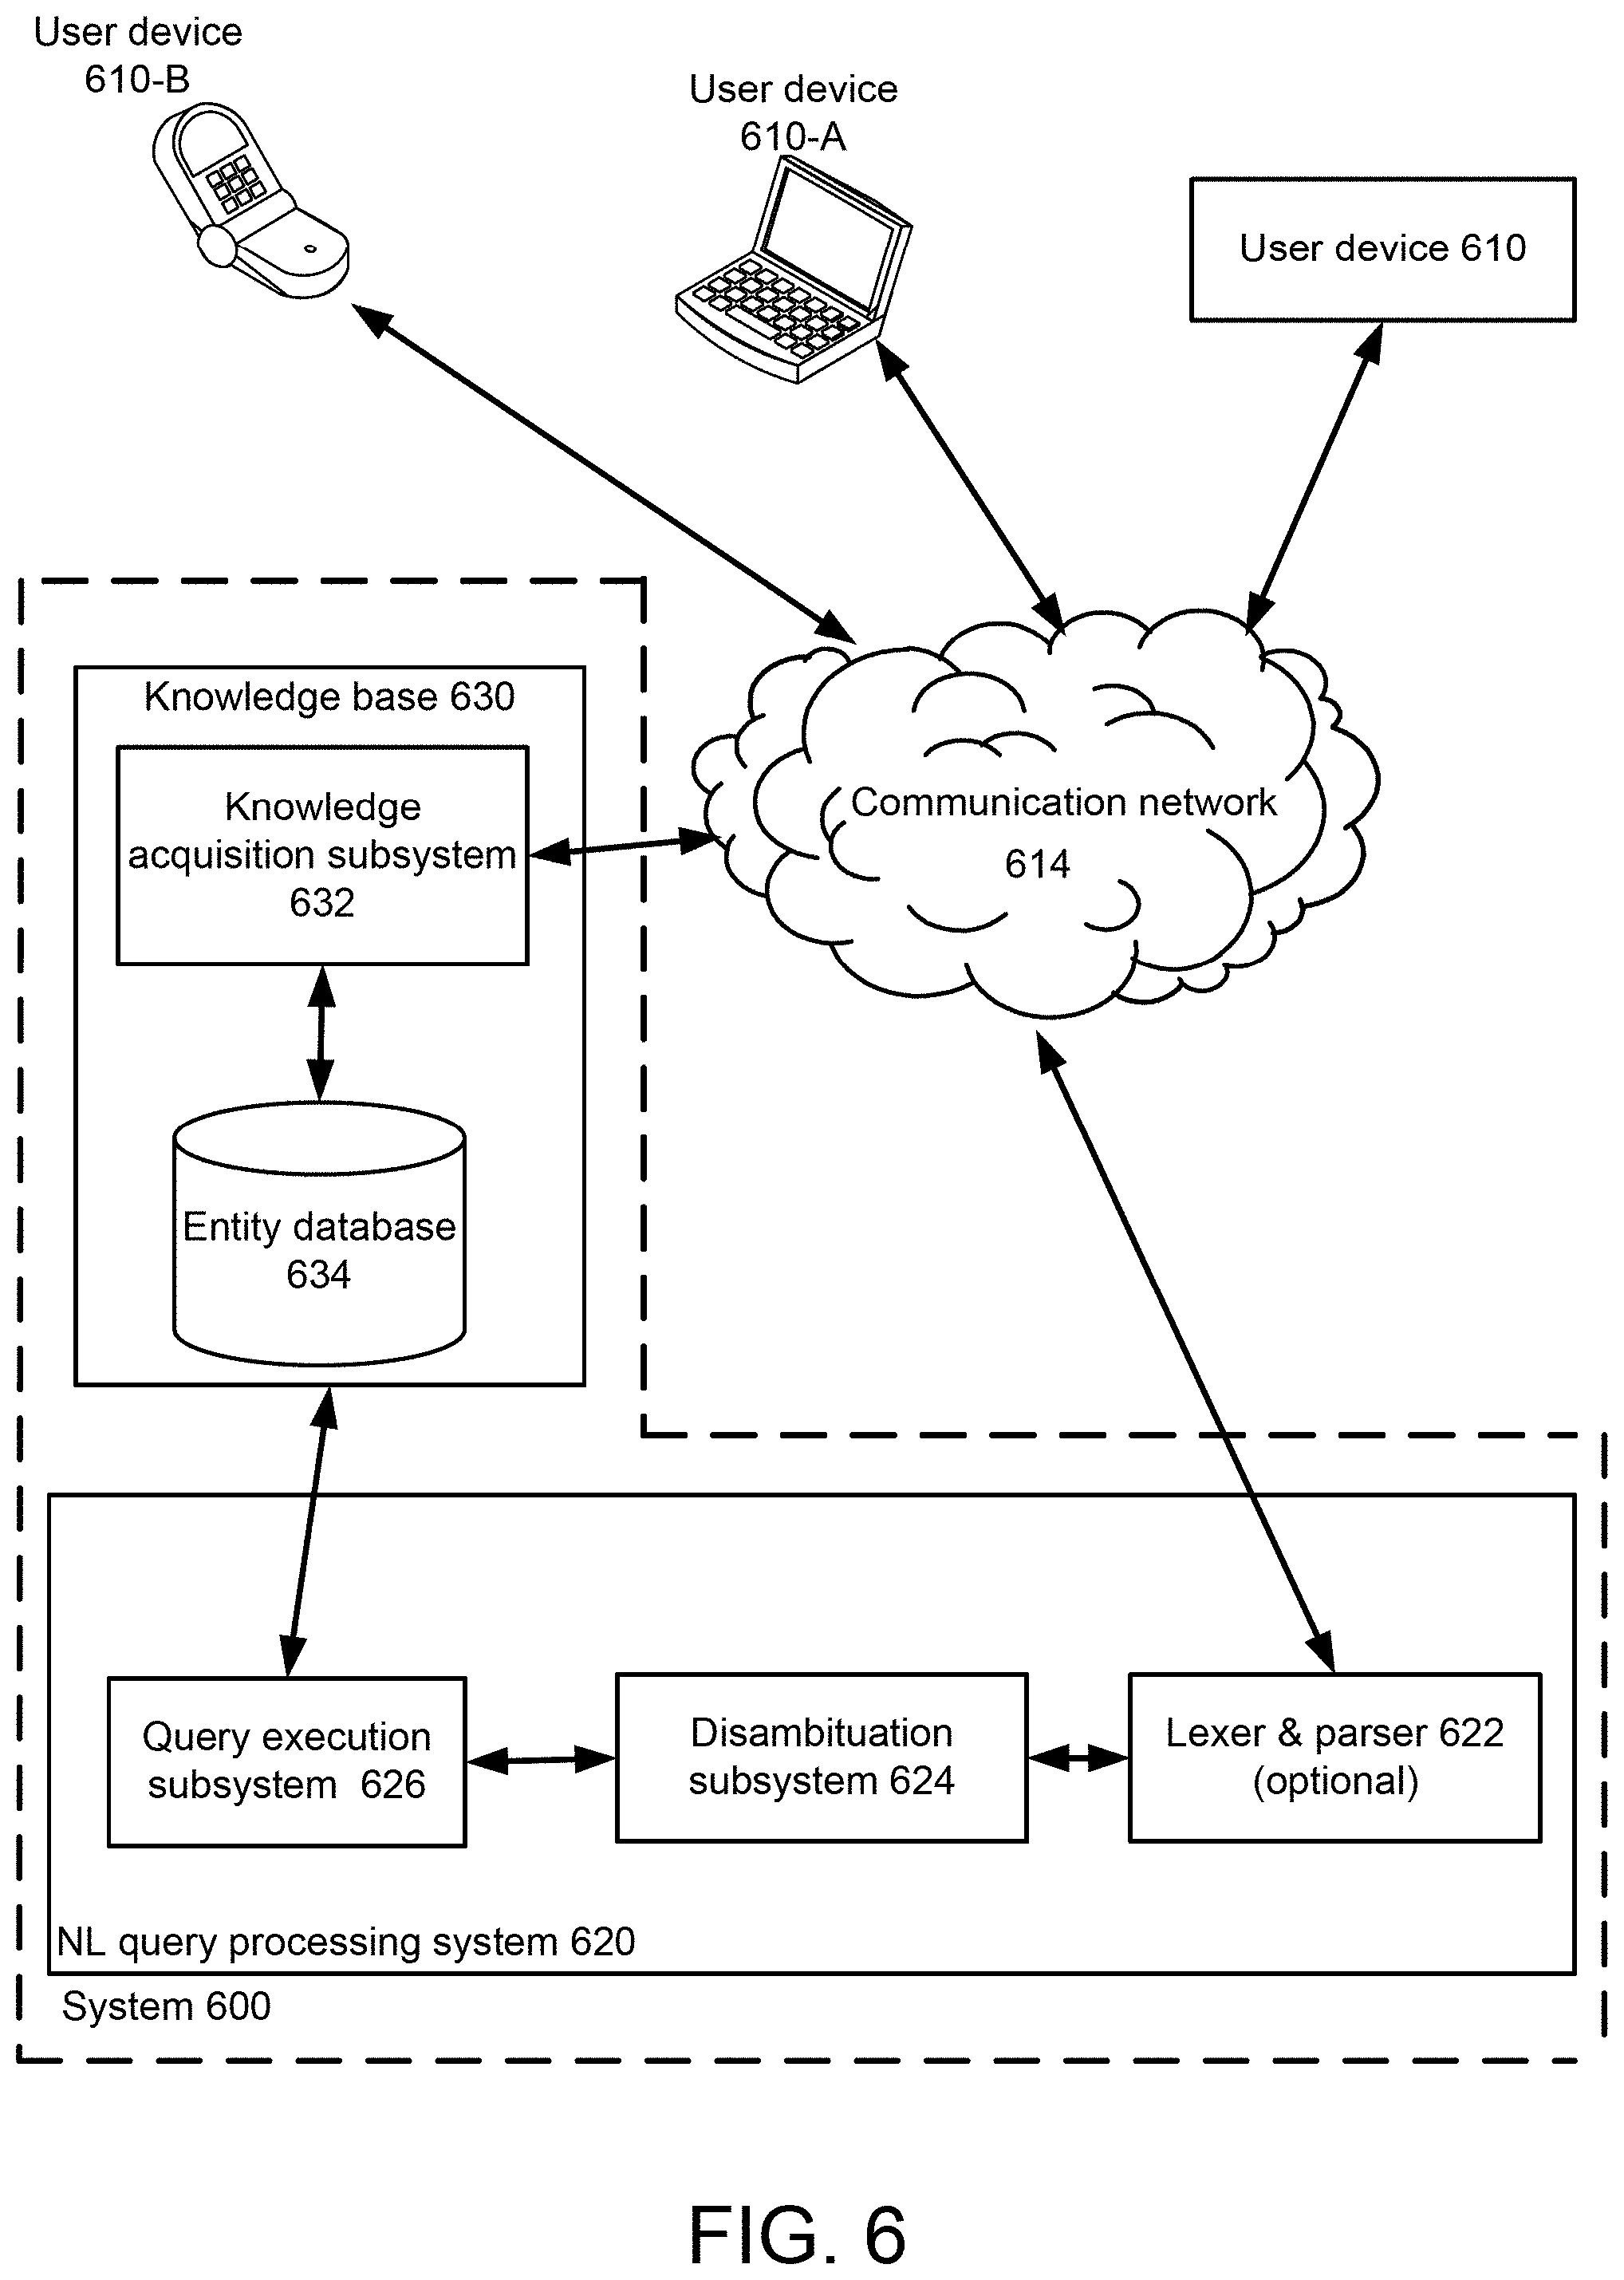 User device
610-B
User device
610-A
User device 610
Knowledge base 630
Knowledge
acquisition subsystem
632
Communication network
614
Entity database
634
Query execution
subsystem  626
Disambituation
subsystem 624
Lexer & parser 622
(optional)
NL query processing system 620
System 600
FIG. 6